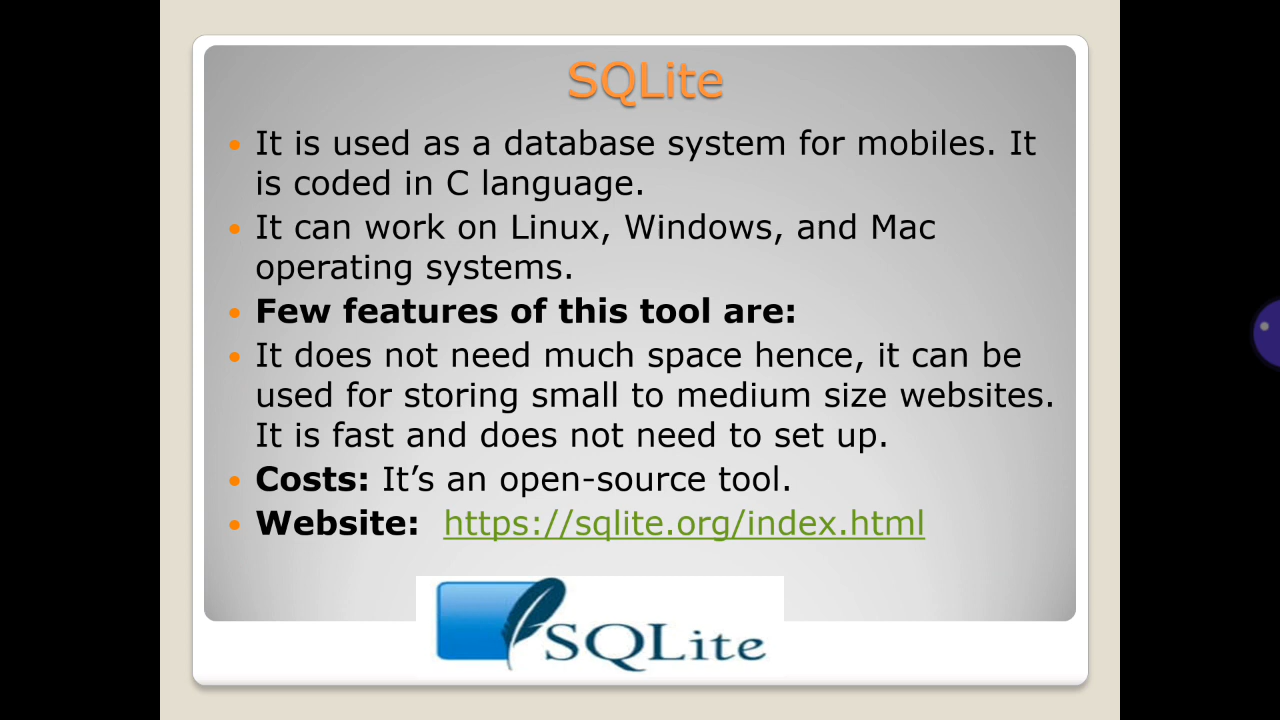 SQLite
It is used as a database system for mobiles. It
is coded in C language.
It can work on Linux, Windows, and Mac
operating systems.
Few features of this tool are:
It does not need much space hence, it can be
used for storing small to medium size websites.
It is fast and does not need to set up.
Costs: It’s an open-source tool.
Website: https://sqlite.org/index.html
SQLite